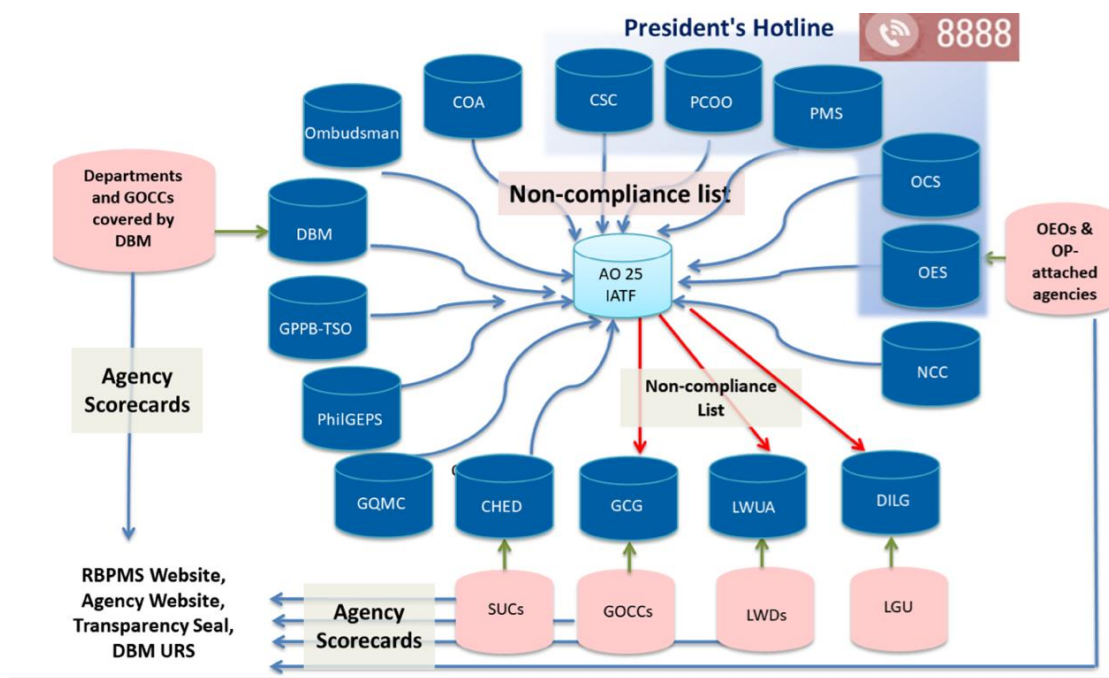 President's Hotline
8888
COA
CSC
PCOO
PMS
Ombudsman
OCS
Departments
and GOCCs
covered by
DBM
DBM
Non-compliance list
AO 25
IATF
OES
OEOs &
OP-
attached
agencies
GPPB-TSO
NCC
Agency
Scorecards
Non-compliance
List
PhilGEPS
GQMC
CHED
GCG
LWUA
DILG
RBPMS Website,
Agency Website,
Transparency Seal,
DBM URS
Agency
Scorecards
SUCs
GOCCs
LWDs
LGU